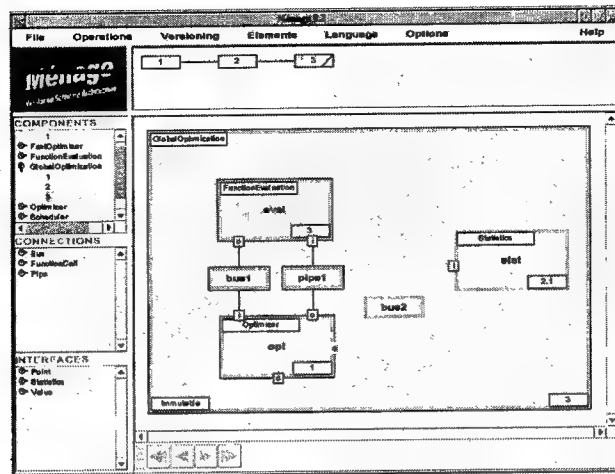 Ménage
File Operations Versioning Elements Language Options Help
1 2 3
Ménage
COMPONENTS
1
FastOptimizer
FunctionEvaluation
GlobalOptimization
1
2
3
Optimizer
Scheduler
CONNECTIONS
Bus
FunctionCall
Pipe
INTERFACES
Point
Statistics
Value
GlobalOptimization
FunctionEvaluation
eval
3
bus1 pipe1
Optimizer
opt
1
bus2
Statistics
stat
2.1
Immutable
3